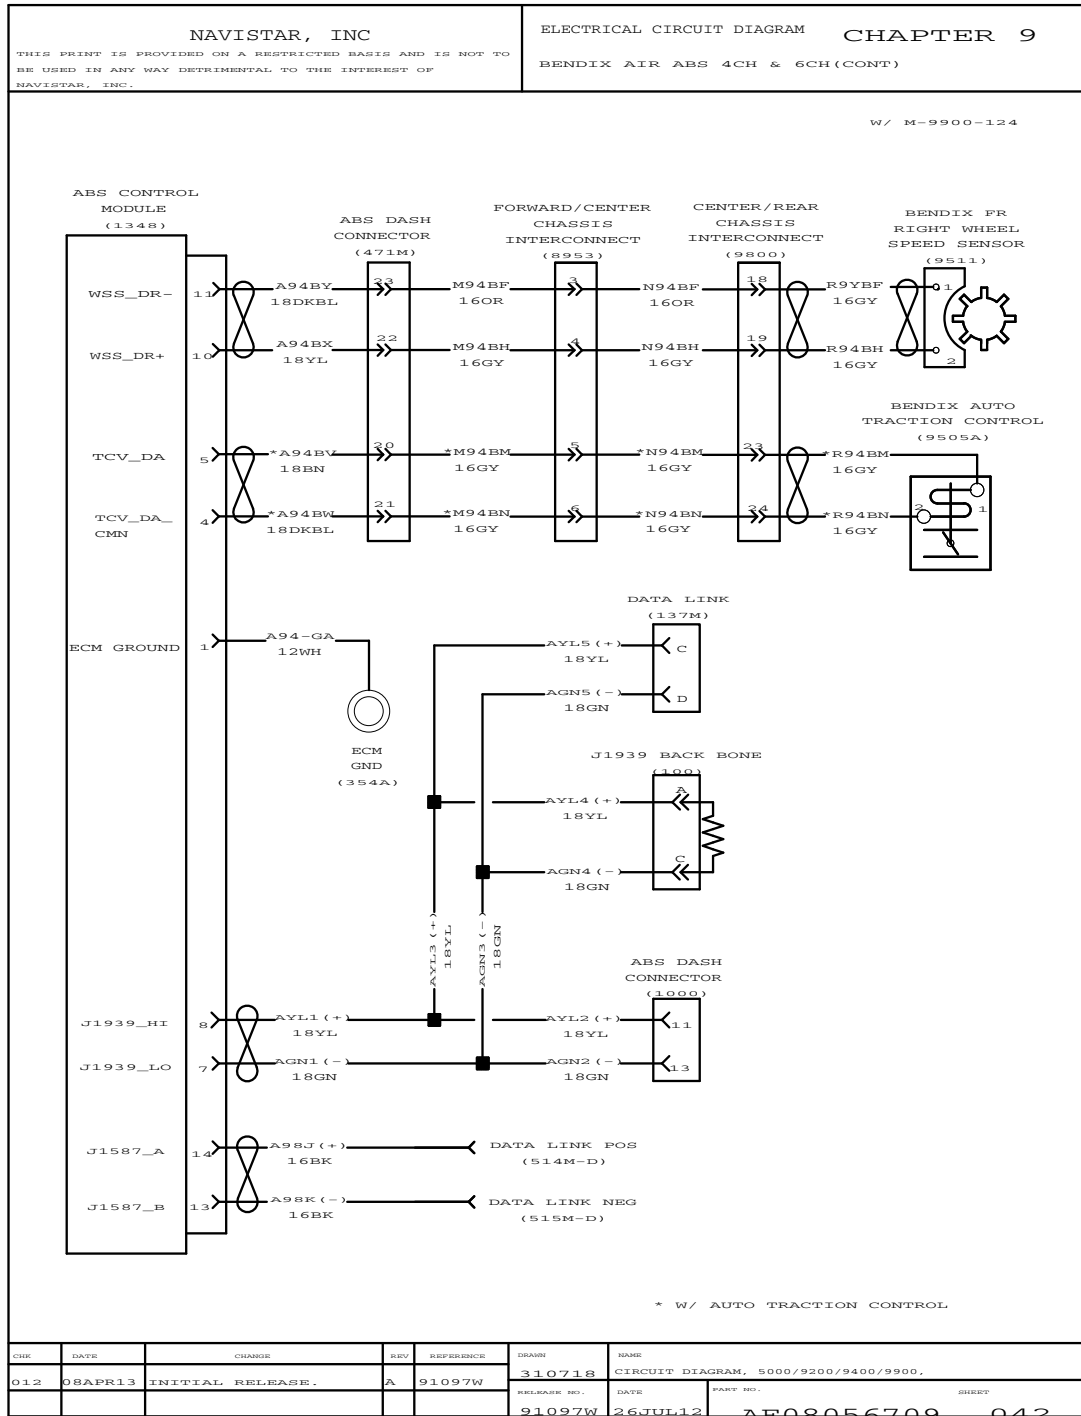 NAVISTAR, INC
THIS PRINT IS PROVIDED ON A RESTRICTED BASIS AND IS NOT TO
BE USED IN ANY WAY DETRIMENTAL TO THE INTEREST OF
NAVISTAR, INC.
ELECTRICAL CIRCUIT DIAGRAM
CHAPTER 9
BENDIX AIR ABS 4CH & 6CH(CONT)
W/ M-9900-124
ABS CONTROL
MODULE
(1348)
ABS DASH
CONNECTOR
(471M)
FORWARD/CENTER
CHASSIS
INTERCONNECT
(8953)
CENTER/REAR
CHASSIS
INTERCONNECT
(9800)
BENDIX FR
RIGHT WHEEL
SPEED SENSOR
(9511)
WSS_DR- 11 A94BY 23 M94BF 3 N94BF 18 R9YBF 1
18DKBL 16OR 16OR 16GY
WSS_DR+ 10 A94BX 22 M94BH 4 N94BH 19 R94BH 2
18YL 16GY 16GY 16GY
BENDIX AUTO
TRACTION CONTROL
(9505A)
TCV_DA 5 *A94BV 20 *M94BM 5 *N94BM 23 *R94BM
18BN 16GY 16GY 16GY
TCV_DA_
CMN
4 *A94BW 21 *M94BN 6 *N94BN 24 *R94BN 2 1
18DKBL 16GY 16GY 16GY
ECM GROUND 1 A94-GA
12WH
ECM
GND
(354A)
DATA LINK
(137M)
AYL5(+) C
18YL
AGN5(-) D
18GN
J1939 BACK BONE
(100)
AYL4(+) A
18YL
AGN4(-) C
18GN
AYL3(+)
18YL
AGN3(-)
18GN
ABS DASH
CONNECTOR
(1000)
J1939_HI 8 AYL1(+) AYL2(+) 11
18YL 18YL
J1939_LO 7 AGN1(-) AGN2(-) 13
18GN 18GN
J1587_A 14 A98J(+) DATA LINK POS
16BK (514M-D)
J1587_B 13 A98K(-) DATA LINK NEG
16BK (515M-D)
* W/ AUTO TRACTION CONTROL
CHK DATE CHANGE REV REFERENCE DRAWN NAME
012 08APR13 INITIAL RELEASE. A 91097W 310718 CIRCUIT DIAGRAM, 5000/9200/9400/9900,
RELEASE NO. DATE PART NO. SHEET
91097W 26JUL12 AF08056709 042